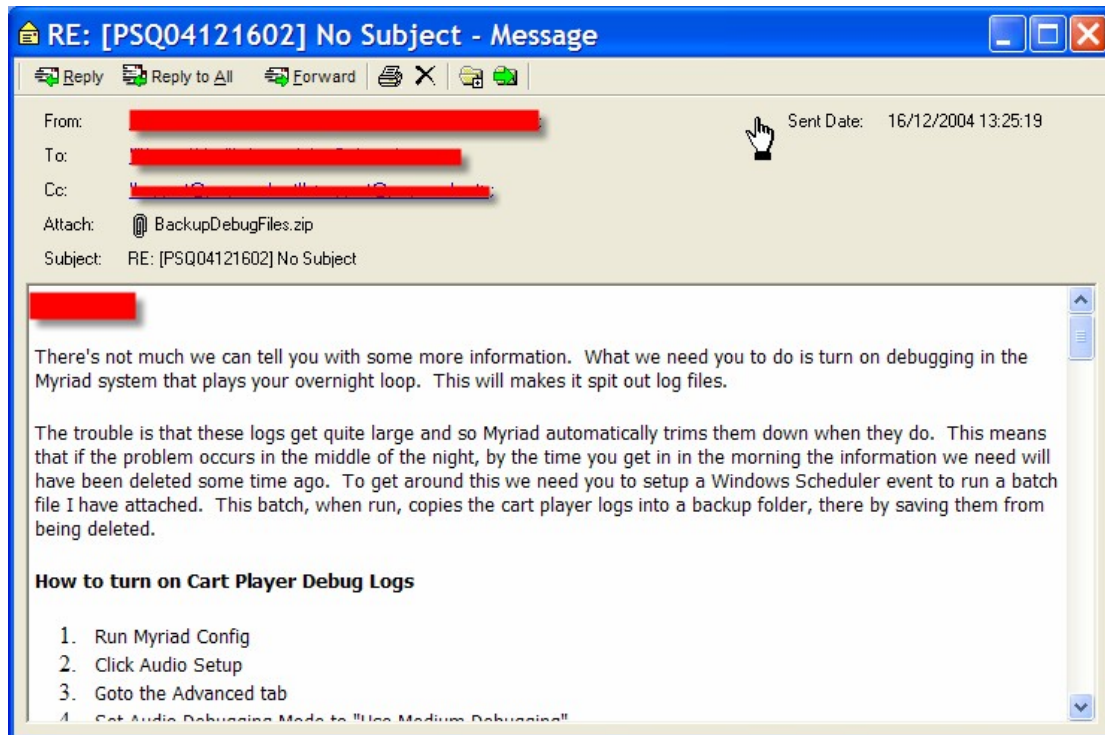 RE: [PSQ04121602] No Subject - Message
Reply Reply to All Forward
From: Sent Date: 16/12/2004 13:25:19
To:
Cc:
Attach: BackupDebugFiles.zip
Subject: RE: [PSQ04121602] No Subject
There's not much we can tell you with some more information. What we need you to do is turn on debugging in the
Myriad system that plays your overnight loop. This will makes it spit out log files.
The trouble is that these logs get quite large and so Myriad automatically trims them down when they do. This means
that if the problem occurs in the middle of the night, by the time you get in in the morning the information we need will
have been deleted some time ago. To get around this we need you to setup a Windows Scheduler event to run a batch
file I have attached. This batch, when run, copies the cart player logs into a backup folder, there by saving them from
being deleted.
How to turn on Cart Player Debug Logs
1. Run Myriad Config
2. Click Audio Setup
3. Goto the Advanced tab
4. Set Audio Debugging Mode to "Use Medium Debugging"